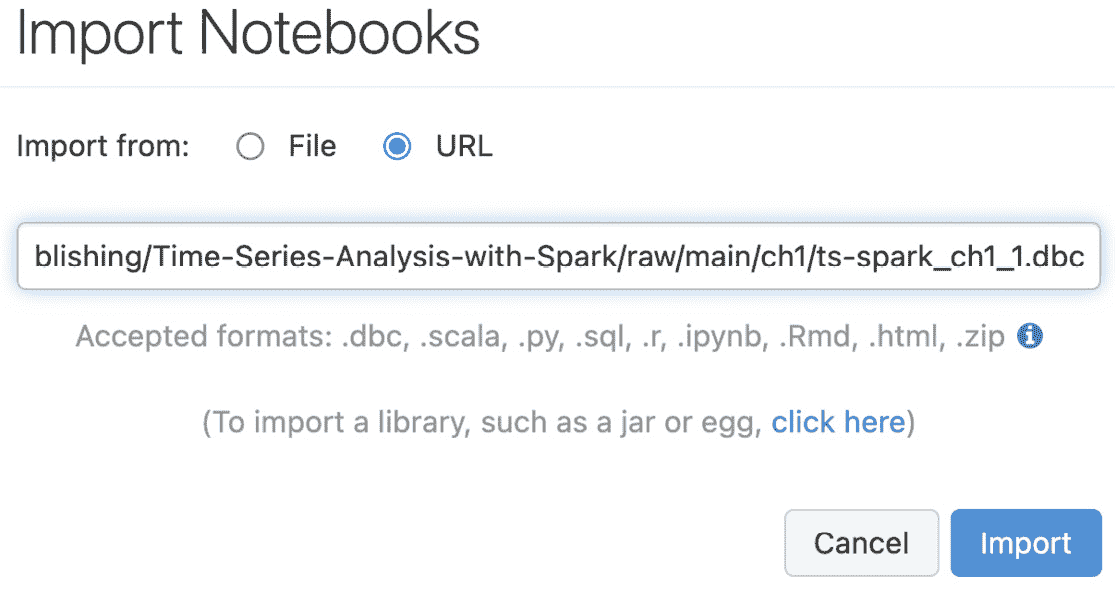 Import Notebooks
Import from: File URL
blishing/Time-Series-Analysis-with-Spark/raw/main/ch1/ts-spark_ch1_1.dbc
Accepted formats: .dbc, .scala, .py, .sql, .r, .ipynb, .Rmd, .html, .zip
(To import a library, such as a jar or egg, click here)
Cancel Import